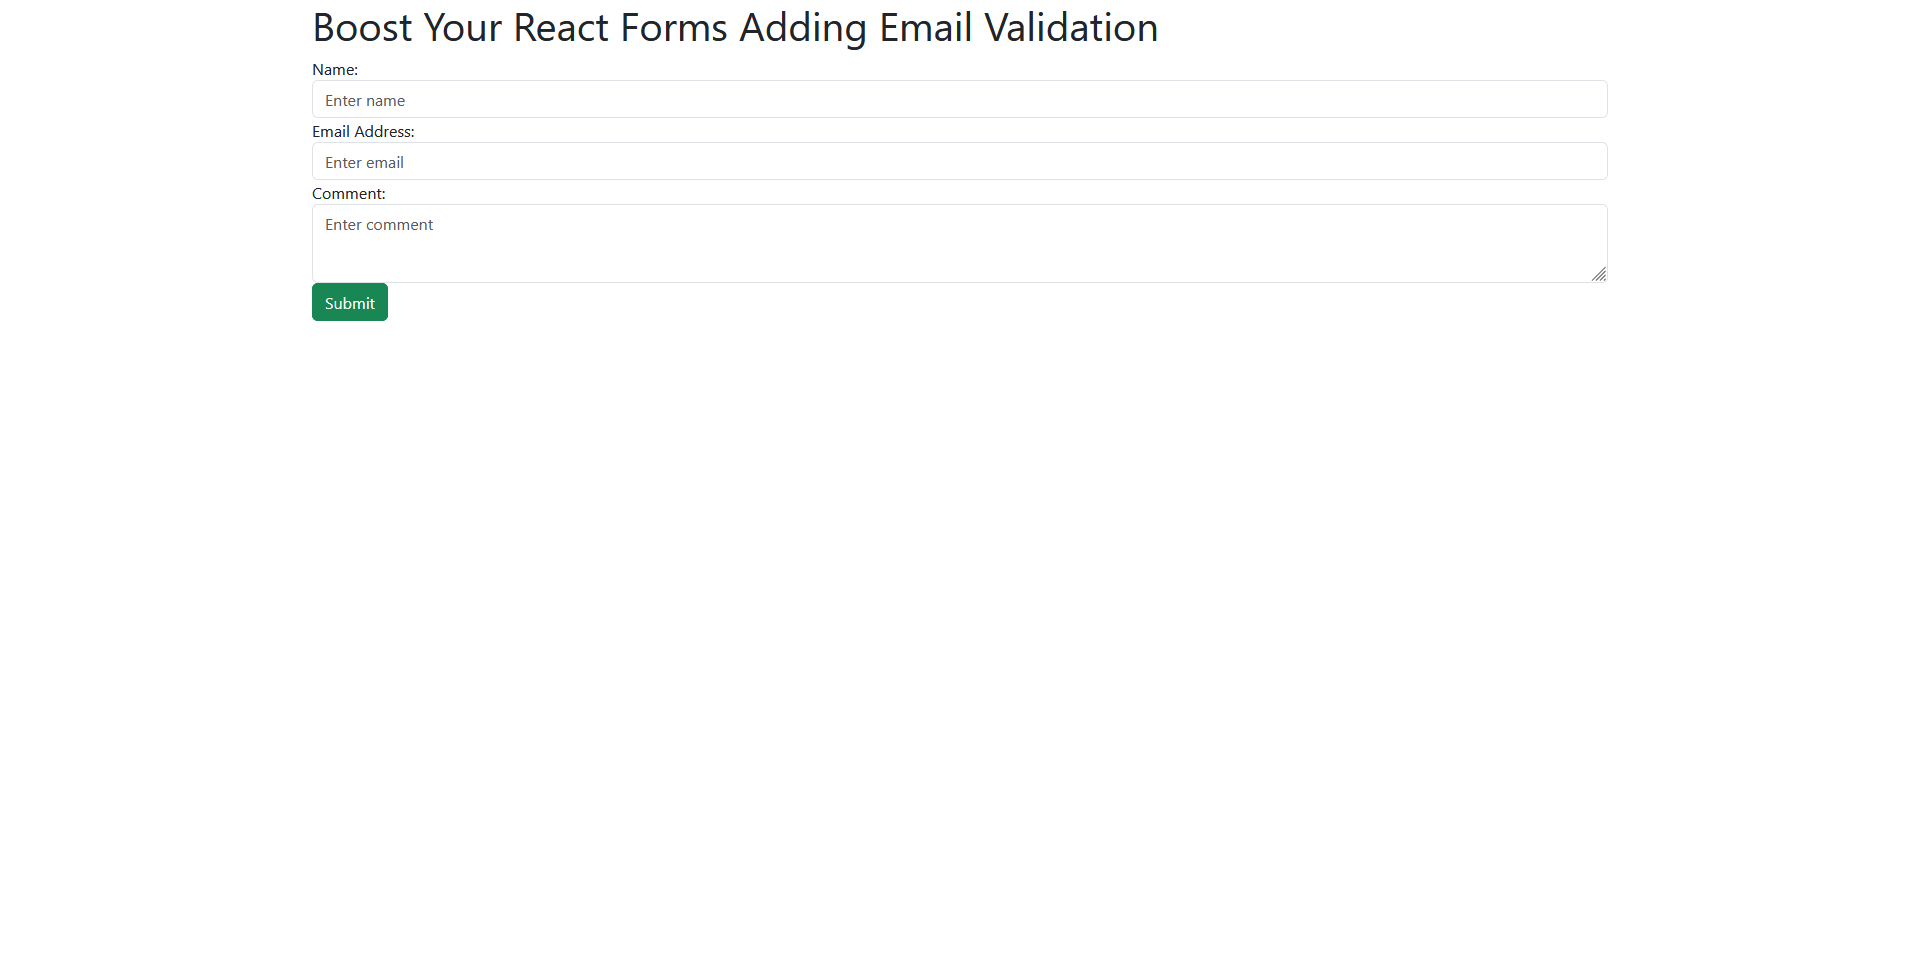 Boost Your React Forms Adding Email Validation
Name:
Enter name
Email Address:
Enter email
Comment:
Enter comment
Submit